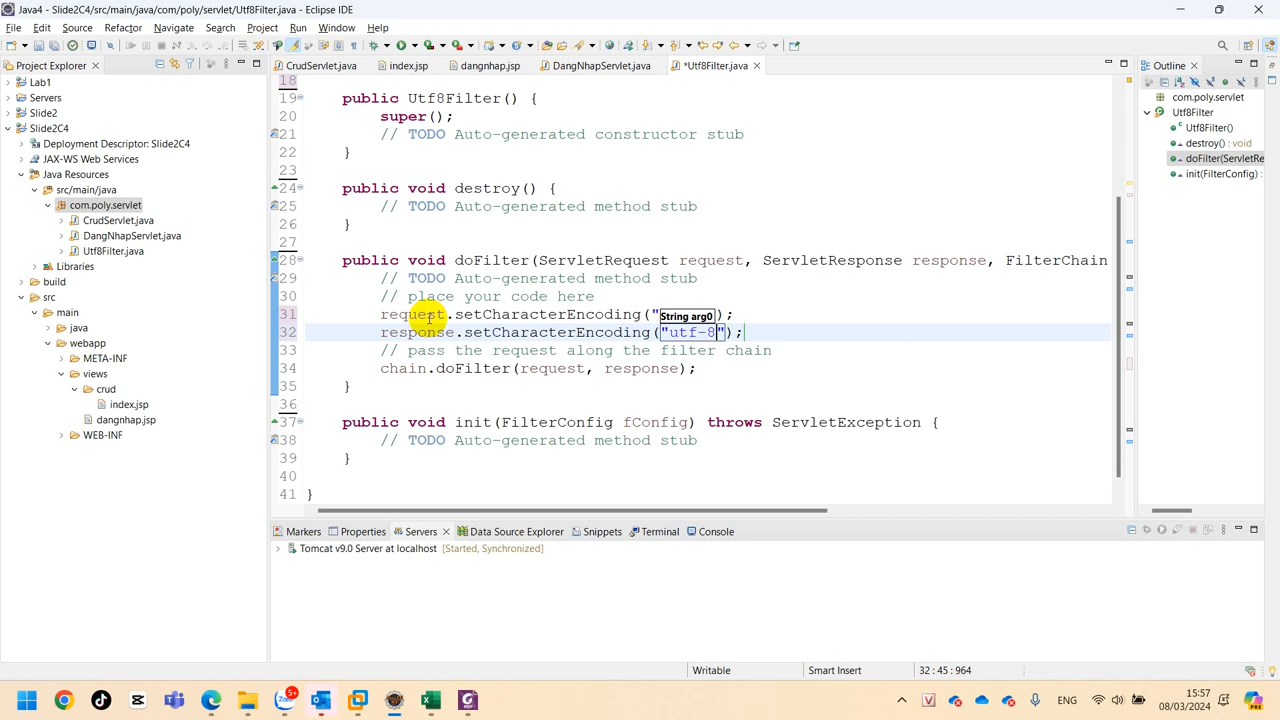 Java4 - Slide2C4/src/main/java/com/poly/servlet/Utf8Filter.java - Eclipse IDE
File Edit Source Refactor Navigate Search Project Run Window Help
Project Explorer
CrudServlet.java index.jsp dangnhap.jsp DangNhapServlet.java *Utf8Filter.java
Outline
Lab1
Servers
Slide2
Slide2C4
Deployment Descriptor: Slide2C4
JAX-WS Web Services
Java Resources
src/main/java
com.poly.servlet
CrudServlet.java
DangNhapServlet.java
Utf8Filter.java
Libraries
build
src
main
java
webapp
META-INF
views
crud
index.jsp
dangnhap.jsp
WEB-INF
18
19 public Utf8Filter() {
20 super();
21 // TODO Auto-generated constructor stub
22 }
23
24 public void destroy() {
25 // TODO Auto-generated method stub
26 }
27
28 public void doFilter(ServletRequest request, ServletResponse response, FilterChain
29 // TODO Auto-generated method stub
30 // place your code here
31 request.setCharacterEncoding(" );
String arg0
32 response.setCharacterEncoding("utf-8");
33 // pass the request along the filter chain
34 chain.doFilter(request, response);
35 }
36
37 public void init(FilterConfig fConfig) throws ServletException {
38 // TODO Auto-generated method stub
39 }
40
41 }
com.poly.servlet
Utf8Filter
Utf8Filter()
destroy() : void
doFilter(ServletRe
init(FilterConfig) :
Markers Properties Servers Data Source Explorer Snippets Terminal Console
Tomcat v9.0 Server at localhost [Started, Synchronized]
Writable Smart Insert 32 : 45 : 964
5+
Zalo
V
ENG
15:57
08/03/2024
PRE